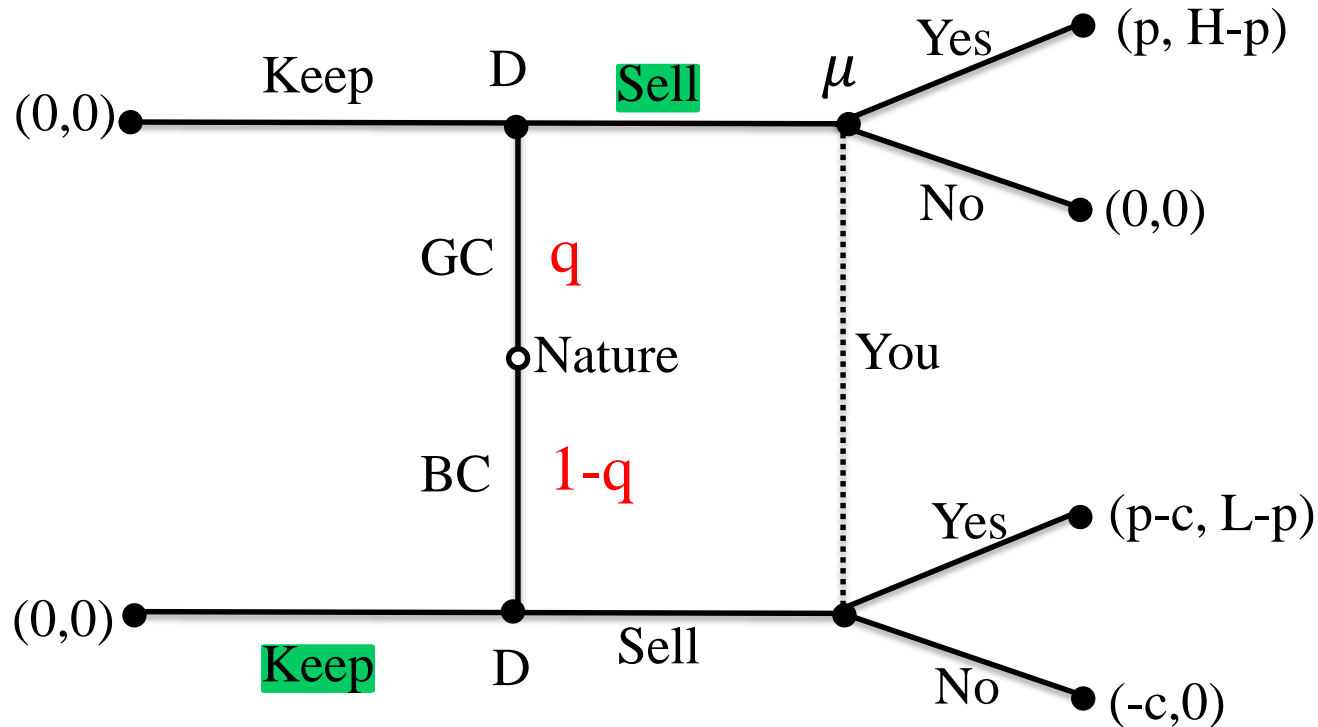 Yes
(p, H-p)
Keep
D
Sell
μ
(0,0)
No
(0,0)
GC
q
Nature
You
BC
1-q
Yes
(p-c, L-p)
(0,0)
Keep
D
Sell
No
(-c,0)